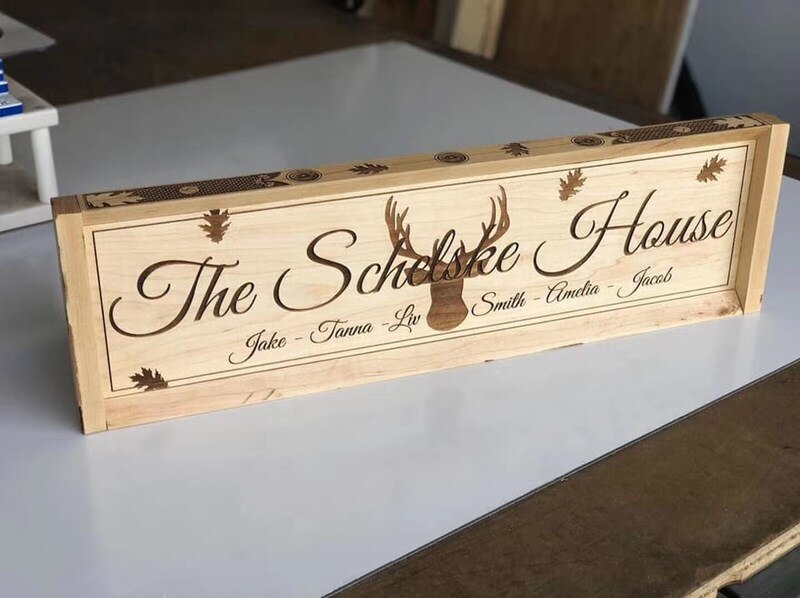 The Schelske House
Jake - Tanna - Liv Smith - Amelia - Jacob